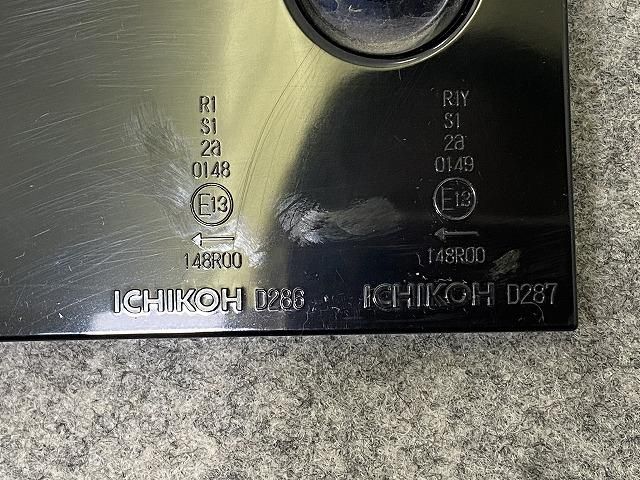 R1
S1
2a
0148
E13
148R00
ICHIKOH D286
R1Y
S1
2a
0149
E13
148R00
ICHIKOH D287